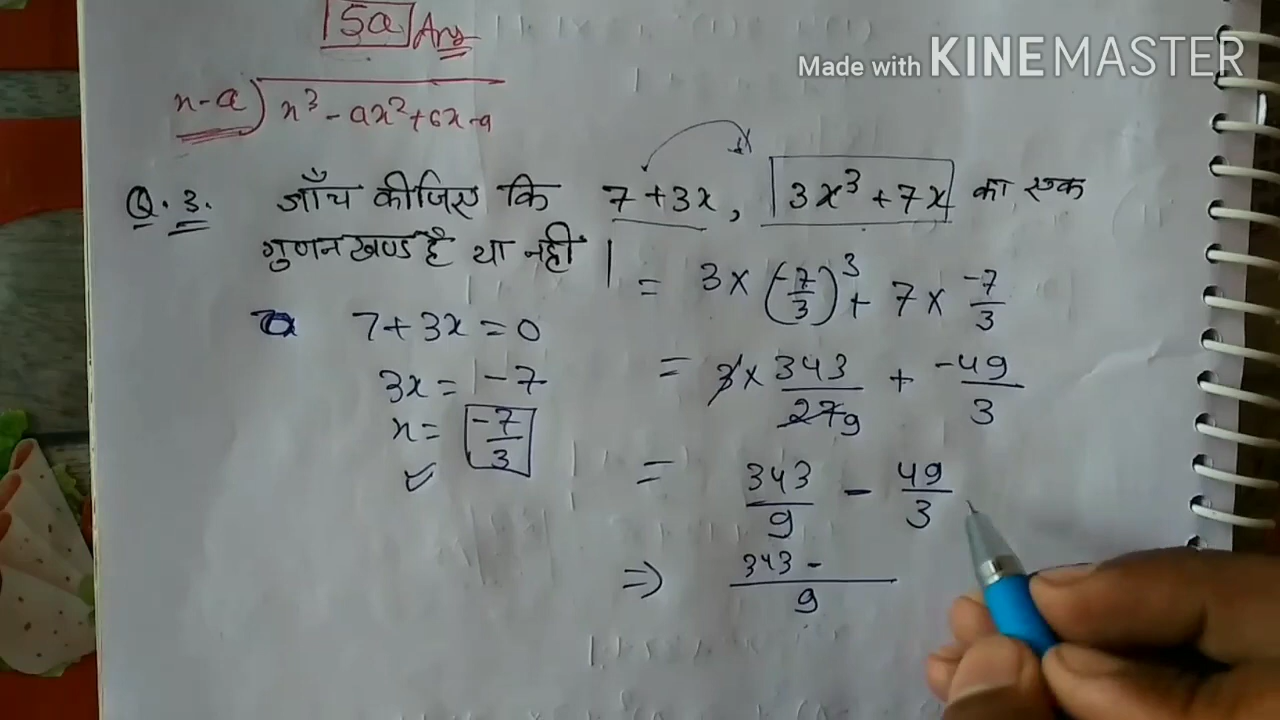 5a Ans
Made with KINEMASTER
x-a) x³ - ax² + 6x - a
Q. 3. जाँच कीजिए कि 7 + 3x, 3x³ + 7x का एक
गुणनखण्ड है या नही |
7 + 3x = 0
3x = -7
x = -7/3
= 3 × (-7/3)³ + 7 × -7/3
= 3 × 343/27 9 + -49/3
= 343/9 - 49/3
⇒ 343 - / 9